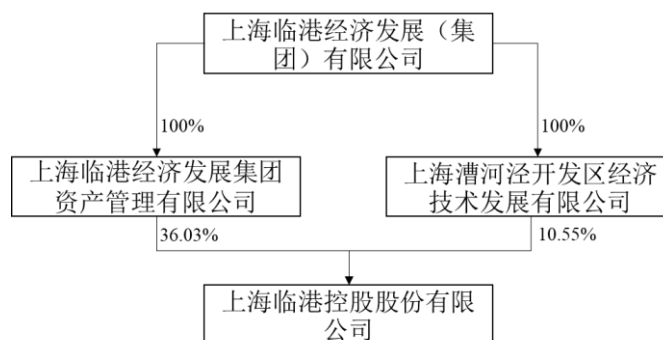 上海临港经济发展（集
团）有限公司
100%
100%
上海临港经济发展集团
资产管理有限公司
上海漕河泾开发区经济
技术发展有限公司
36.03%
10.55%
上海临港控股股份有限
公司